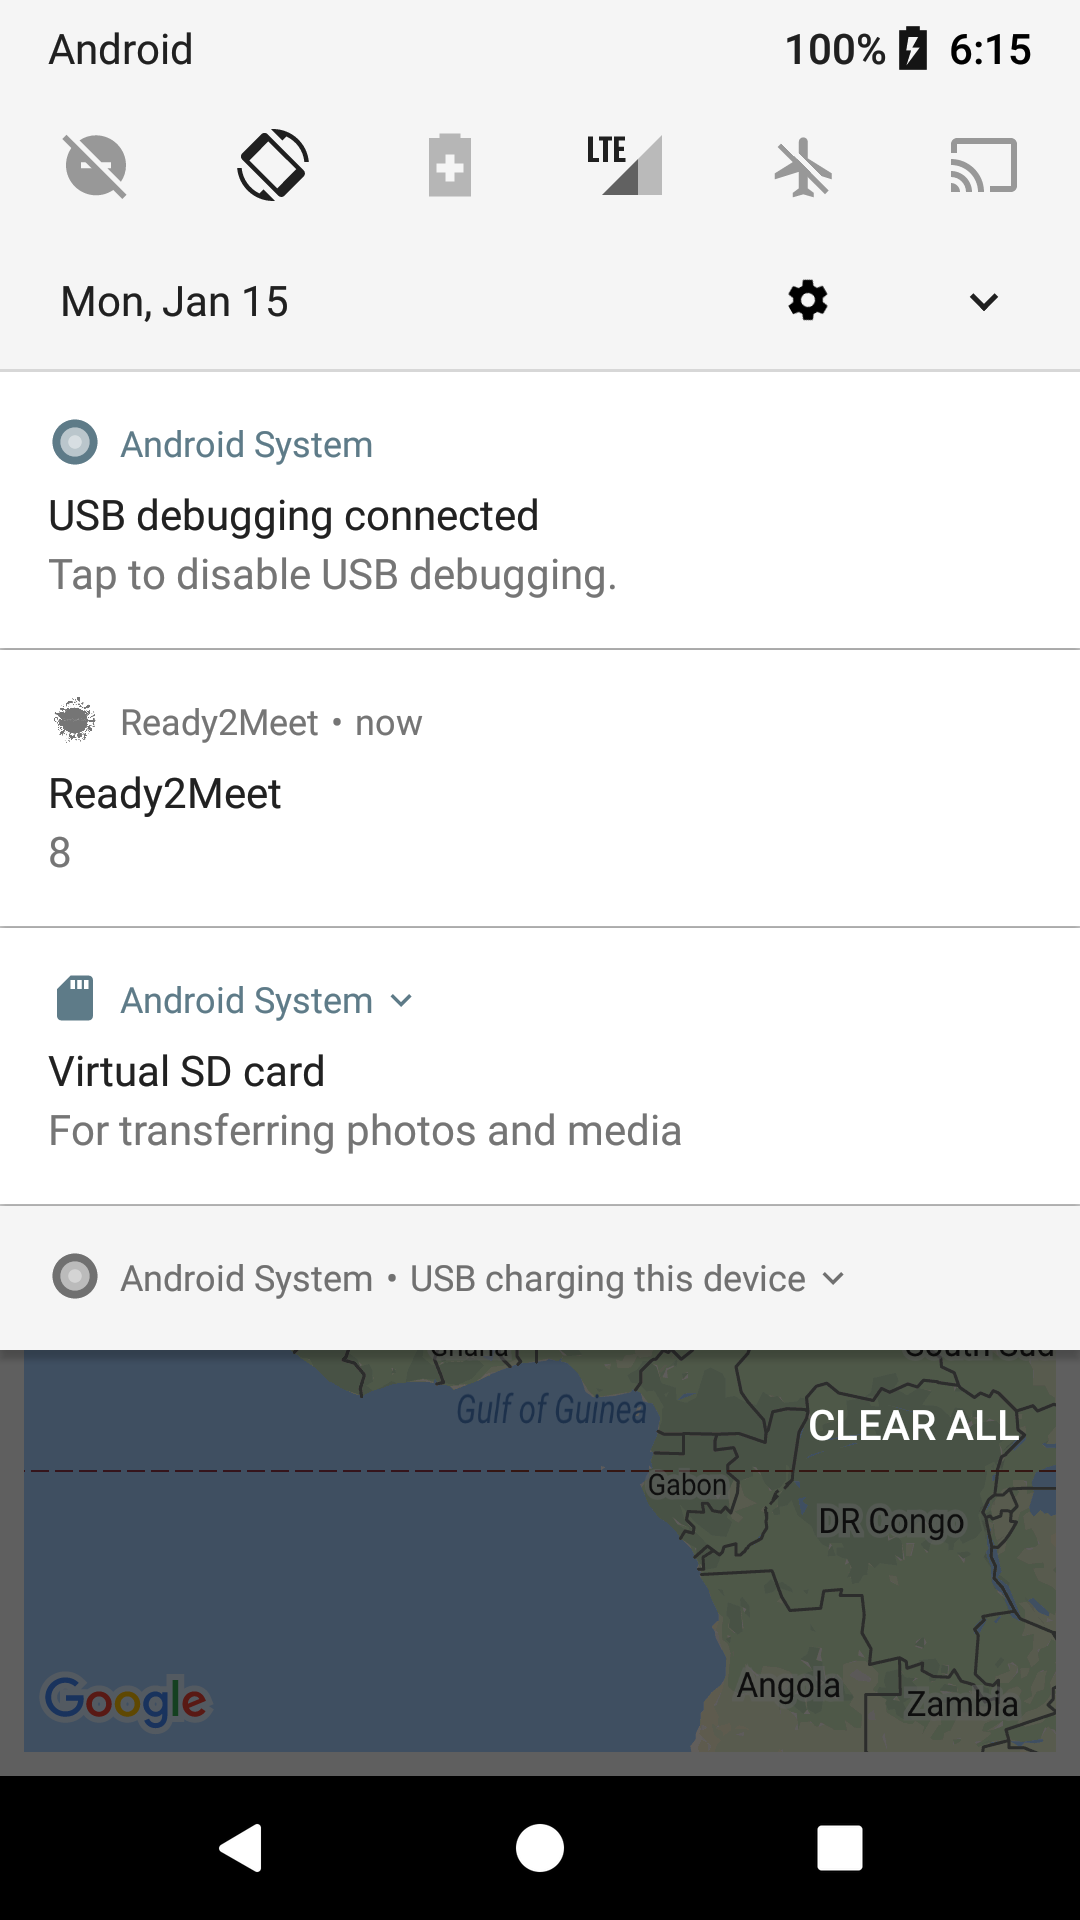 Android 100% 6:15
LTE
Mon, Jan 15
Android System
USB debugging connected
Tap to disable USB debugging.
Ready2Meet • now
Ready2Meet
8
Android System
Virtual SD card
For transferring photos and media
Android System • USB charging this device
Gulf of Guinea
CLEAR ALL
Gabon
DR Congo
Angola
Zambia
Google